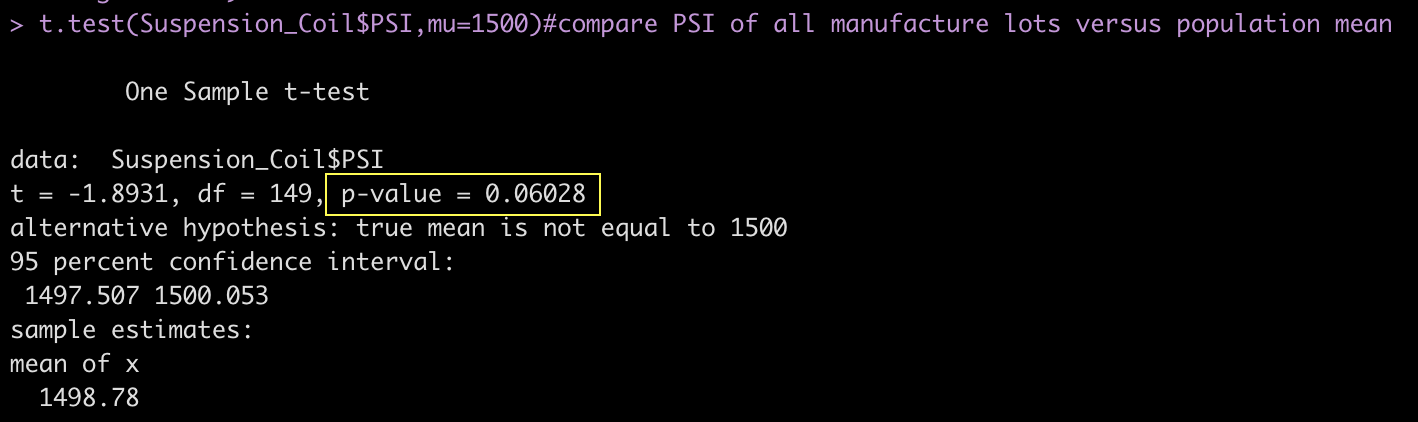 > t.test(Suspension_Coil$PSI,mu=1500)#compare PSI of all manufacture lots versus population mean
One Sample t-test
data:  Suspension_Coil$PSI
t = -1.8931, df = 149, p-value = 0.06028
alternative hypothesis: true mean is not equal to 1500
95 percent confidence interval:
1497.507 1500.053
sample estimates:
mean of x
1498.78